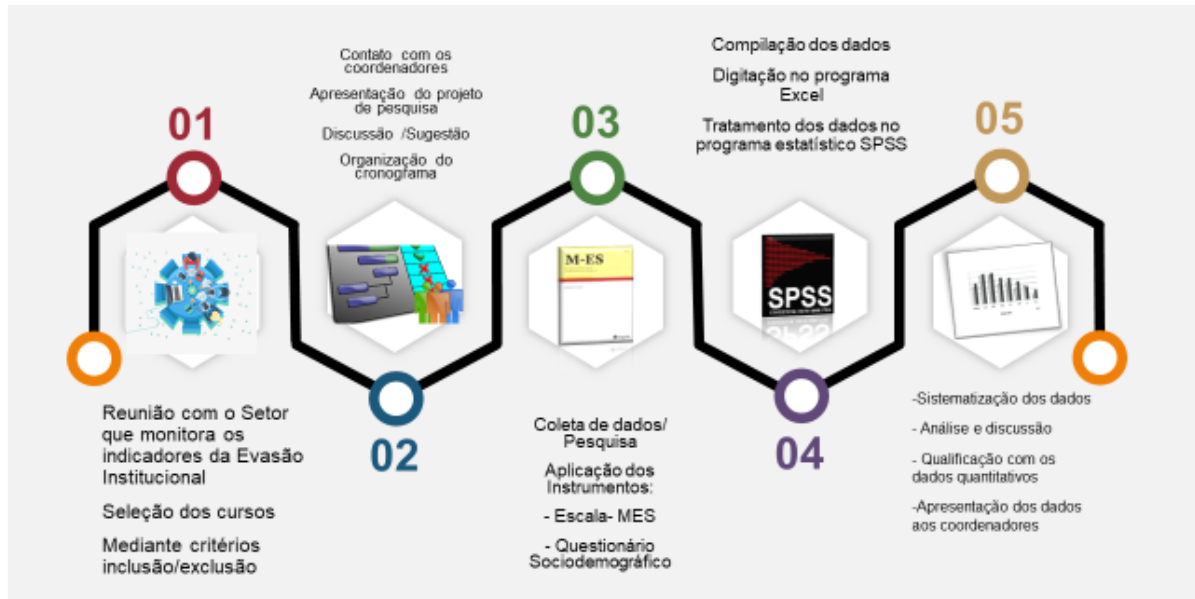 01
Reunião com o Setor
que monitora os
indicadores da Evasão
Institucional
Seleção dos cursos
Mediante critérios
inclusão/exclusão
Contato com os
coordenadores
Apresentação do projeto
de pesquisa
Discussão /Sugestão
Organização do
cronograma
02
03
M-ES
Coleta de dados/
Pesquisa
Aplicação dos
Instrumentos:
- Escala- MES
- Questionário
Sociodemográfico
Compilação dos dados
Digitação no programa
Excel
Tratamento dos dados no
programa estatístico SPSS
SPSS
04
05
-Sistematização dos dados
- Análise e discussão
- Qualificação com os
dados quantitativos
-Apresentação dos dados
aos coordenadores